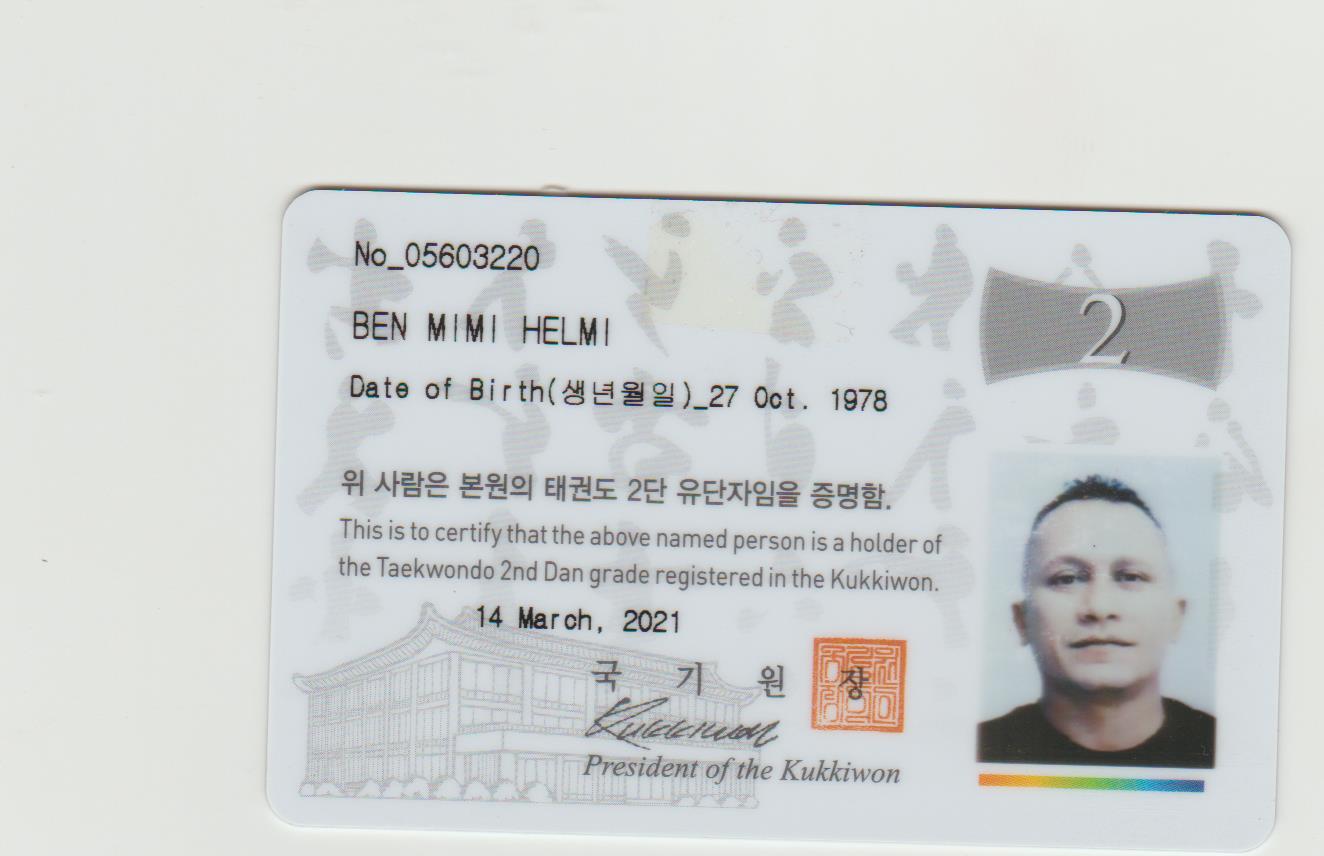 No_05603220
2
BEN MIMI HELMI
Date of Birth(생년월일)_27 Oct. 1978
위 사람은 본원의 태권도 2단 유단자임을 증명함.
This is to certify that the above named person is a holder of
the Taekwondo 2nd Dan grade registered in the Kukkiwon.
14 March, 2021
국 기 원 장
Kukkiwon
President of the Kukkiwon